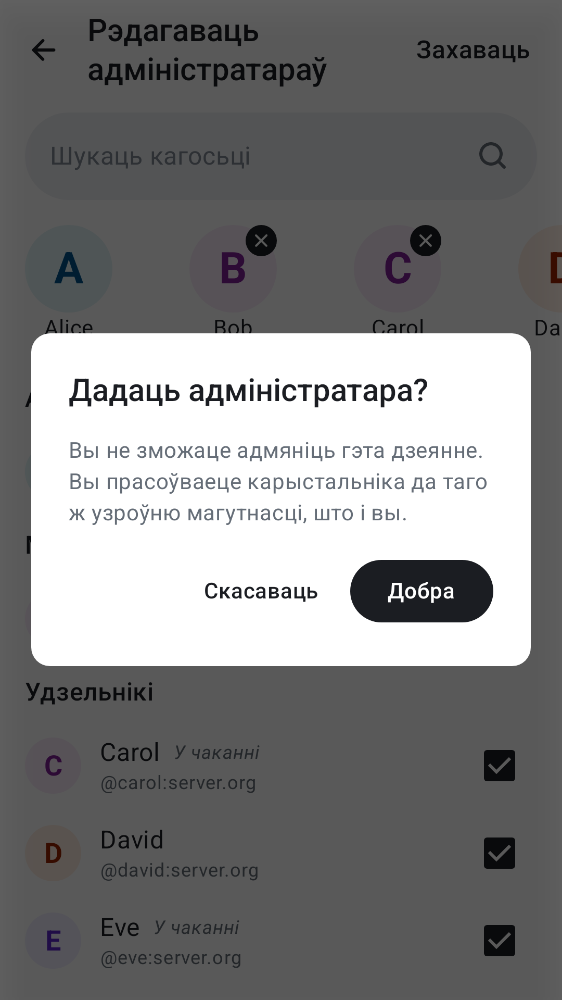 Рэдагаваць
адміністратараў
Захаваць
Шукаць кагосьці
A
B
C
Alice
Bob
Carol
Дадаць адміністратара?
Вы не зможаце адмяніць гэта дзеянне.
Вы прасоўваеце карыстальніка да таго
ж узроўню магутнасці, што і вы.
Скасаваць
Добра
Удзельнікі
C
Carol У чаканні
@carol:server.org
D
David
@david:server.org
E
Eve У чаканні
@eve:server.org